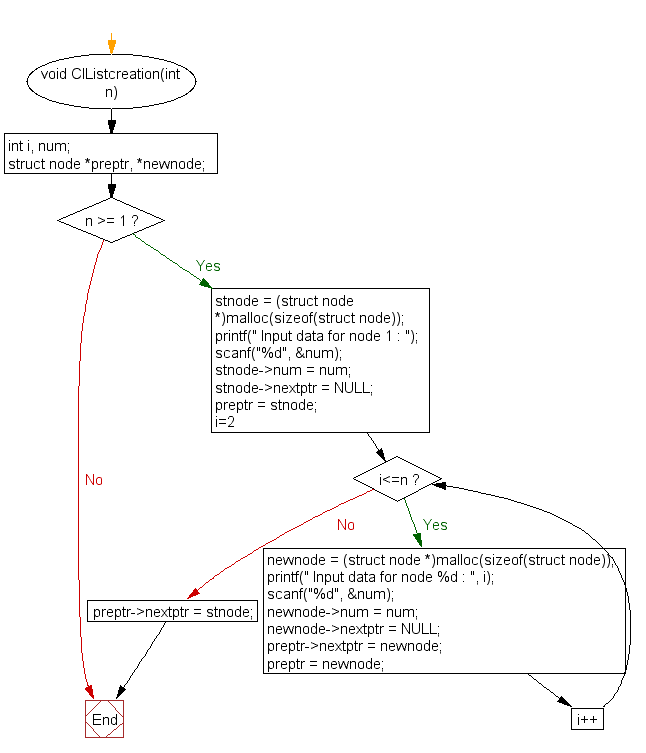 void ClListcreation(int
n)
int i, num;
struct node *preptr, *newnode;
n >= 1 ?
Yes
stnode = (struct node
*)malloc(sizeof(struct node));
printf(" Input data for node 1 : ");
scanf("%d", &num);
stnode->num = num;
stnode->nextptr = NULL;
preptr = stnode;
i=2
No
i<=n ?
No
Yes
newnode = (struct node *)malloc(sizeof(struct node));
printf(" Input data for node %d : ", i);
scanf("%d", &num);
newnode->num = num;
newnode->nextptr = NULL;
preptr->nextptr = newnode;
preptr = newnode;
preptr->nextptr = stnode;
End
i++